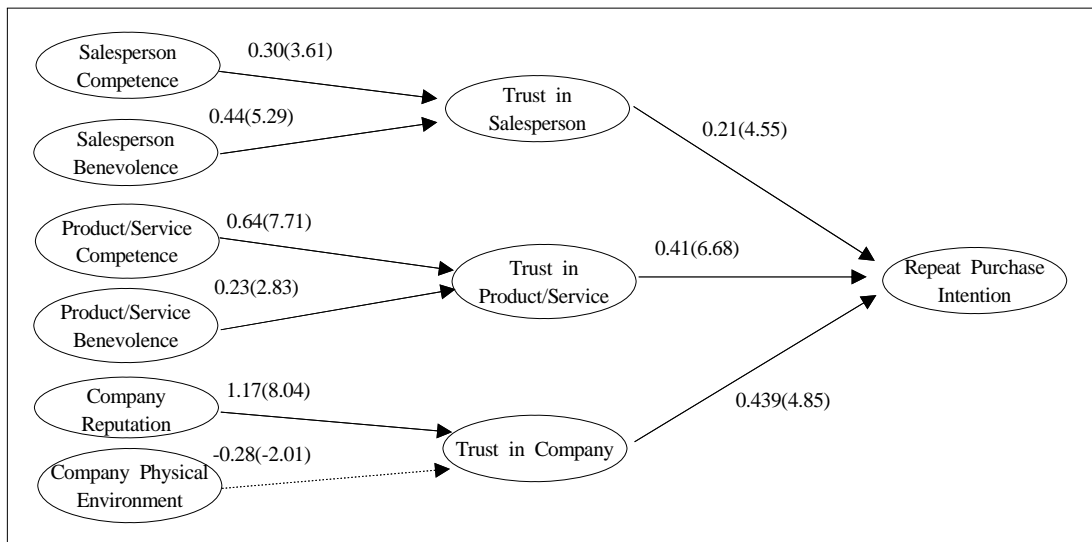 Salesperson
Competence
0.30(3.61)
Salesperson
Benevolence
0.44(5.29)
Trust in
Salesperson
0.21(4.55)
Product/Service
Competence
0.64(7.71)
Product/Service
Benevolence
0.23(2.83)
Trust in
Product/Service
0.41(6.68)
Repeat Purchase
Intention
Company
Reputation
1.17(8.04)
Company Physical
Environment
-0.28(-2.01)
Trust in Company
0.439(4.85)